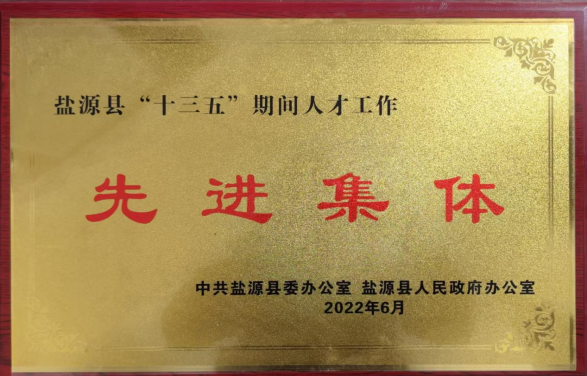 盐源县“十三五”期间人才工作
先进集体
中共盐源县委办公室 盐源县人民政府办公室
2022年6月